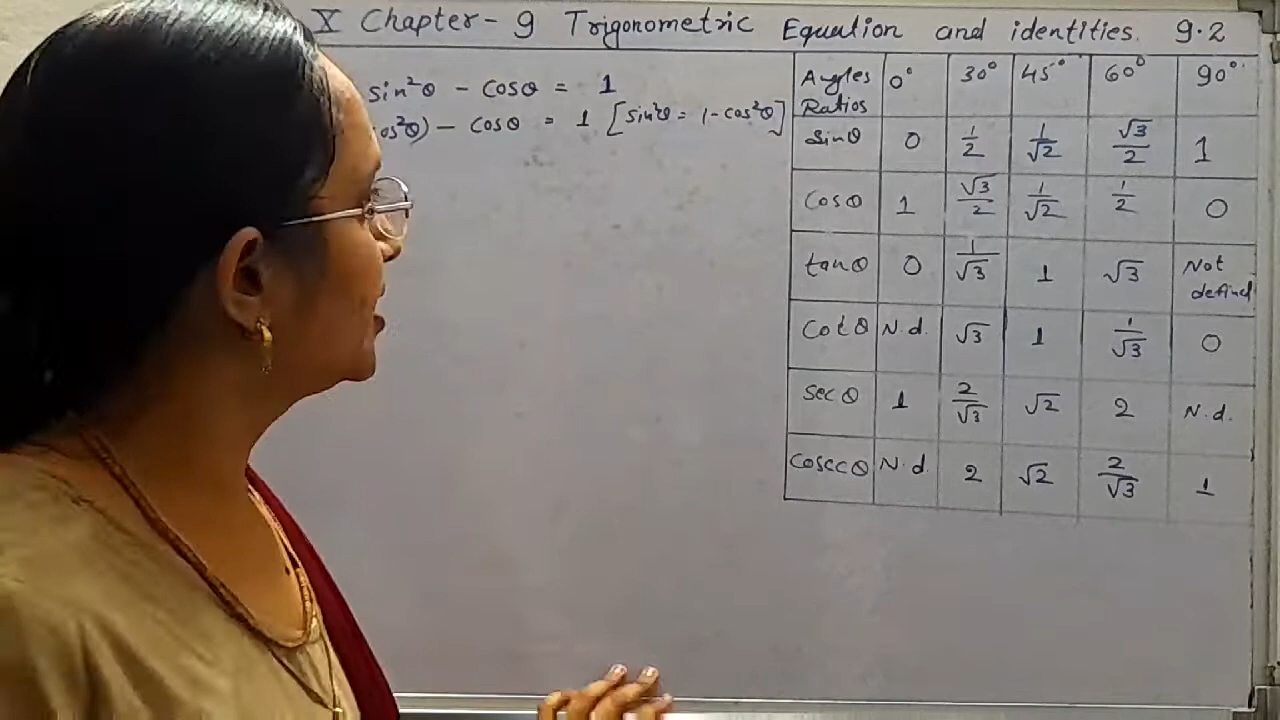 X Chapter - 9 Trigonometric Equation and identities. 9.2
sin²θ - cosθ = 1
os²θ) - cosθ = 1 [sin²θ = 1 - cos²θ]
Angles Ratios 0° 30° 45° 60° 90°
sinθ 0 1/2 1/√2 √3/2 1
cosθ 1 √3/2 1/√2 1/2 0
tanθ 0 1/√3 1 √3 Not defined
Cotθ N.d. √3 1 1/√3 0
secθ 1 2/√3 √2 2 N.d.
Cosecθ N.d. 2 √2 2/√3 1